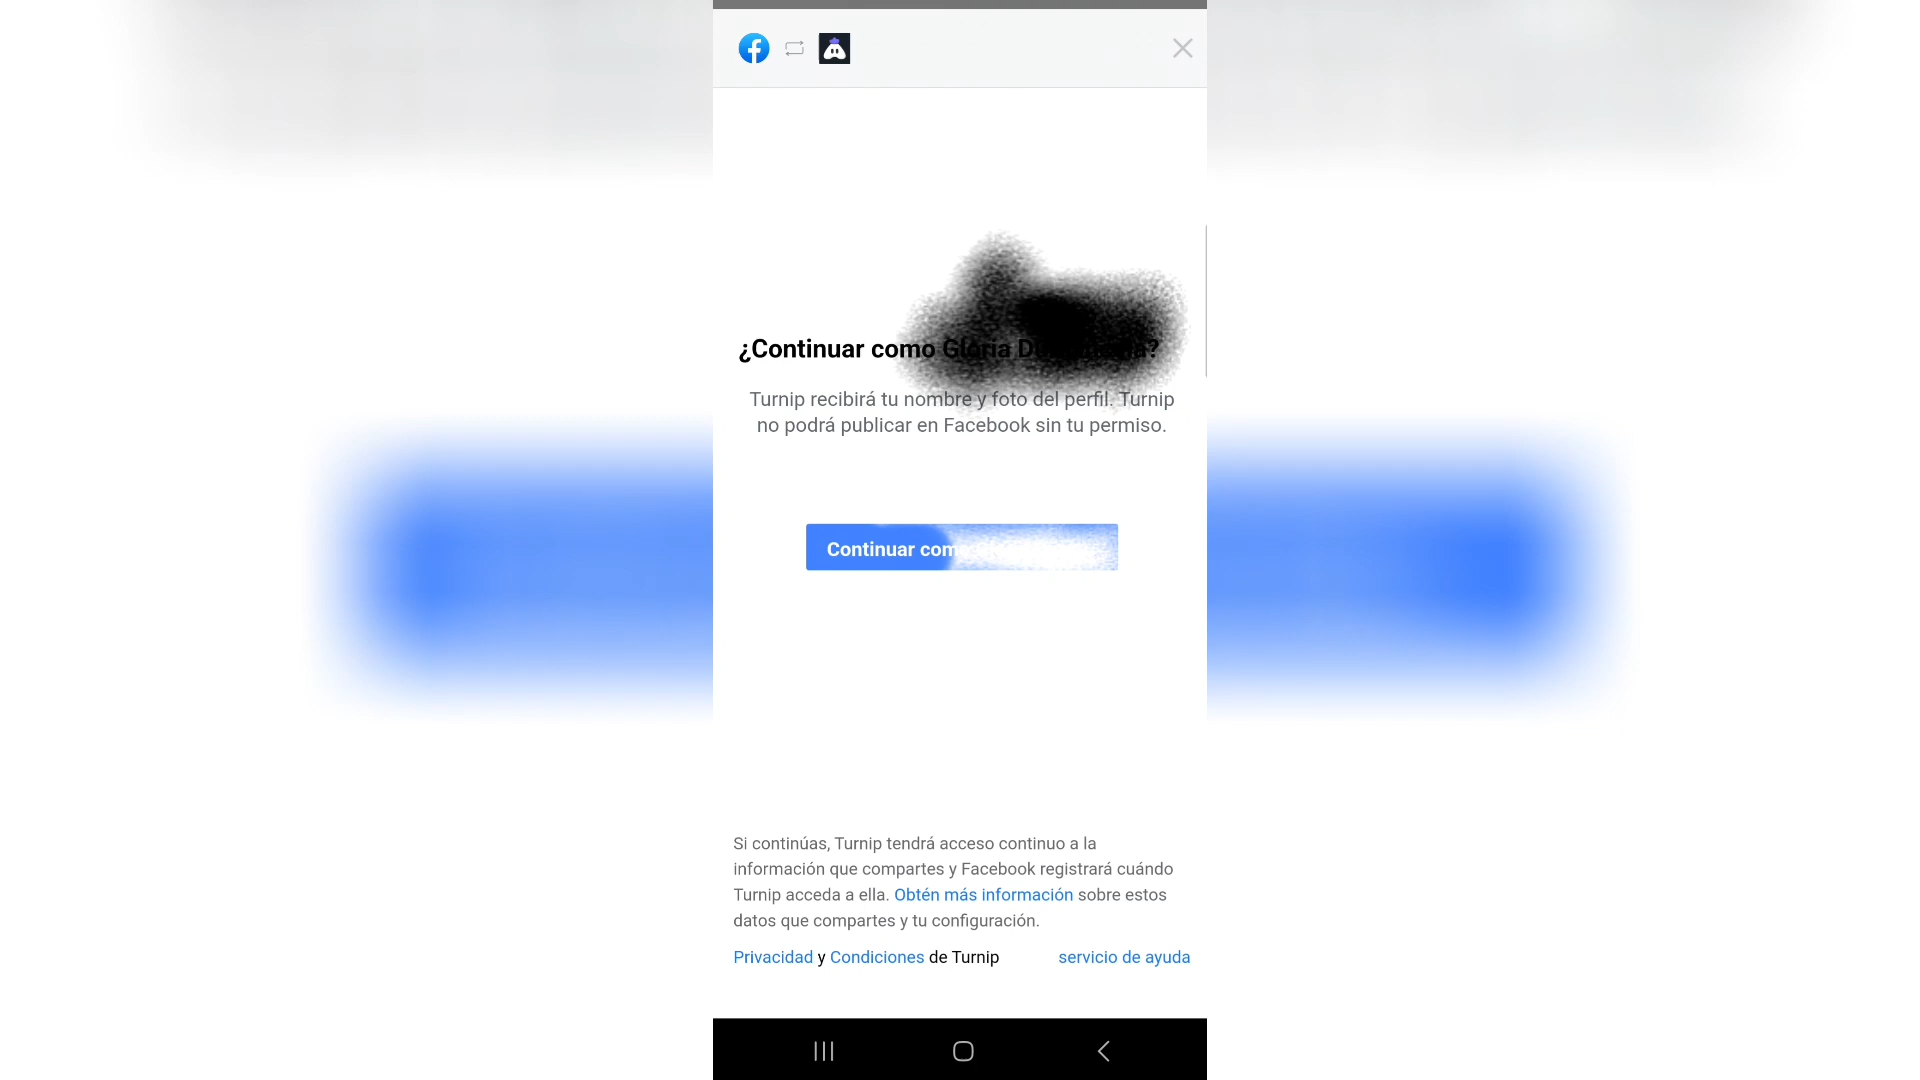 ¿Continuar como Gloria
Turnip recibirá tu nombre y foto del perfil. Turnip
no podrá publicar en Facebook sin tu permiso.
Continuar como
Si continúas, Turnip tendrá acceso continuo a la
información que compartes y Facebook registrará cuándo
Turnip acceda a ella. Obtén más información sobre estos
datos que compartes y tu configuración.
Privacidad y Condiciones de Turnip servicio de ayuda